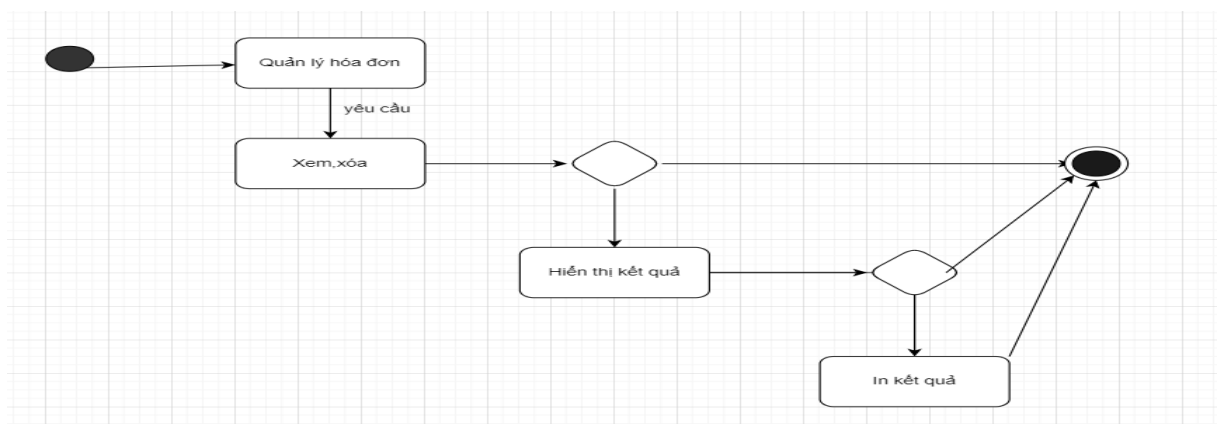 Quản lý hóa đơn
yêu cầu
Xem,xóa
Hiển thị kết quả
In kết quả